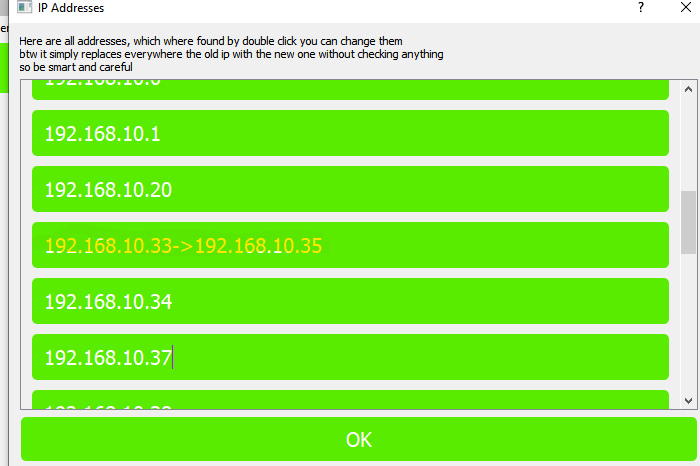 IP Addresses
Here are all addresses, which where found by double click you can change them
btw it simply replaces everywhere the old ip with the new one without checking anything
so be smart and careful
192.168.10.1
192.168.10.20
192.168.10.33->192.168.10.35
192.168.10.34
192.168.10.37
OK